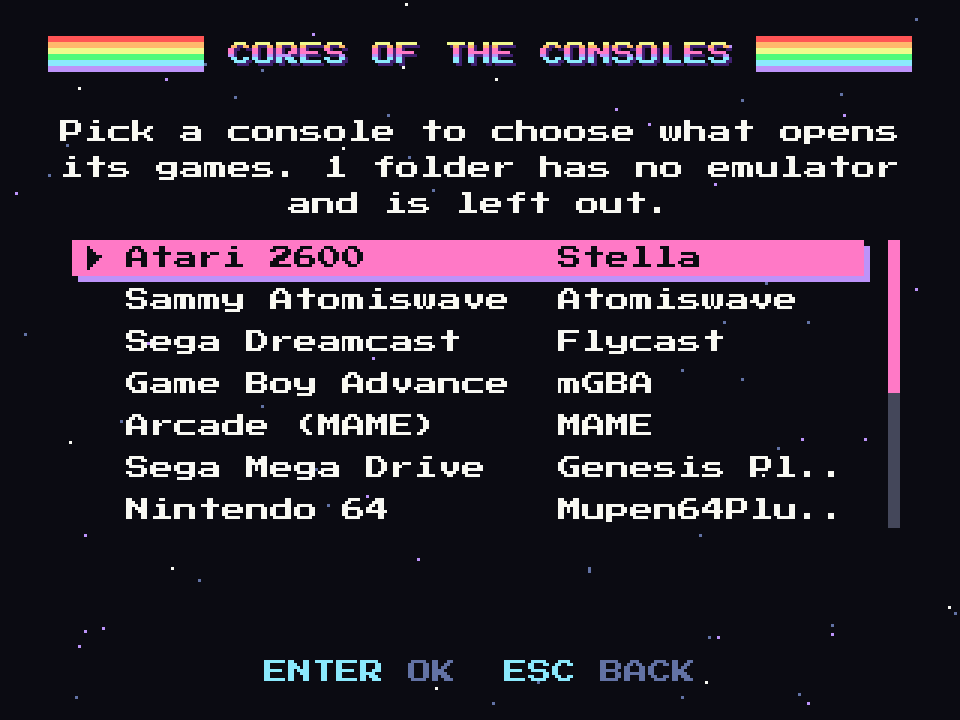 CORES OF THE CONSOLES
Pick a console to choose what opens
its games. 1 folder has no emulator
and is left out.
Atari 2600 Stella
Sammy Atomiswave Atomiswave
Sega Dreamcast Flycast
Game Boy Advance mGBA
Arcade (MAME) MAME
Sega Mega Drive Genesis Pl..
Nintendo 64 Mupen64Plu..
ENTER OK ESC BACK